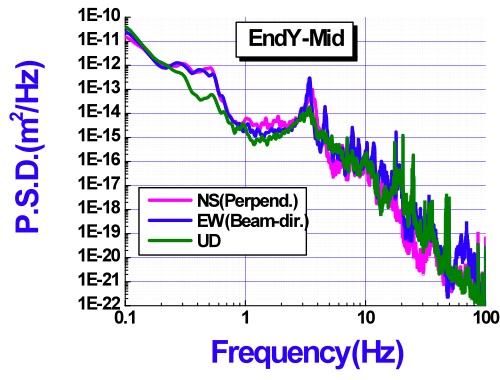 EndY-Mid
P.S.D.(m²/Hz)
1E-10
1E-11
1E-12
1E-13
1E-14
1E-15
1E-16
1E-17
1E-18
1E-19
1E-20
1E-21
1E-22
NS(Perpend.)
EW(Beam-dir.)
UD
0.1 1 10 100
Frequency(Hz)